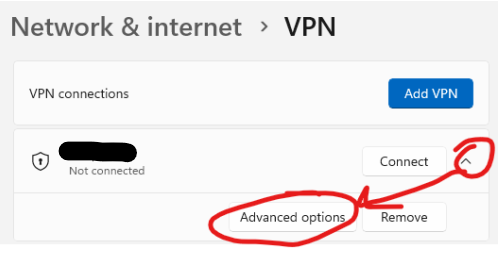 Network & internet > VPN
VPN connections
Add VPN
Not connected
Connect
Advanced options
Remove